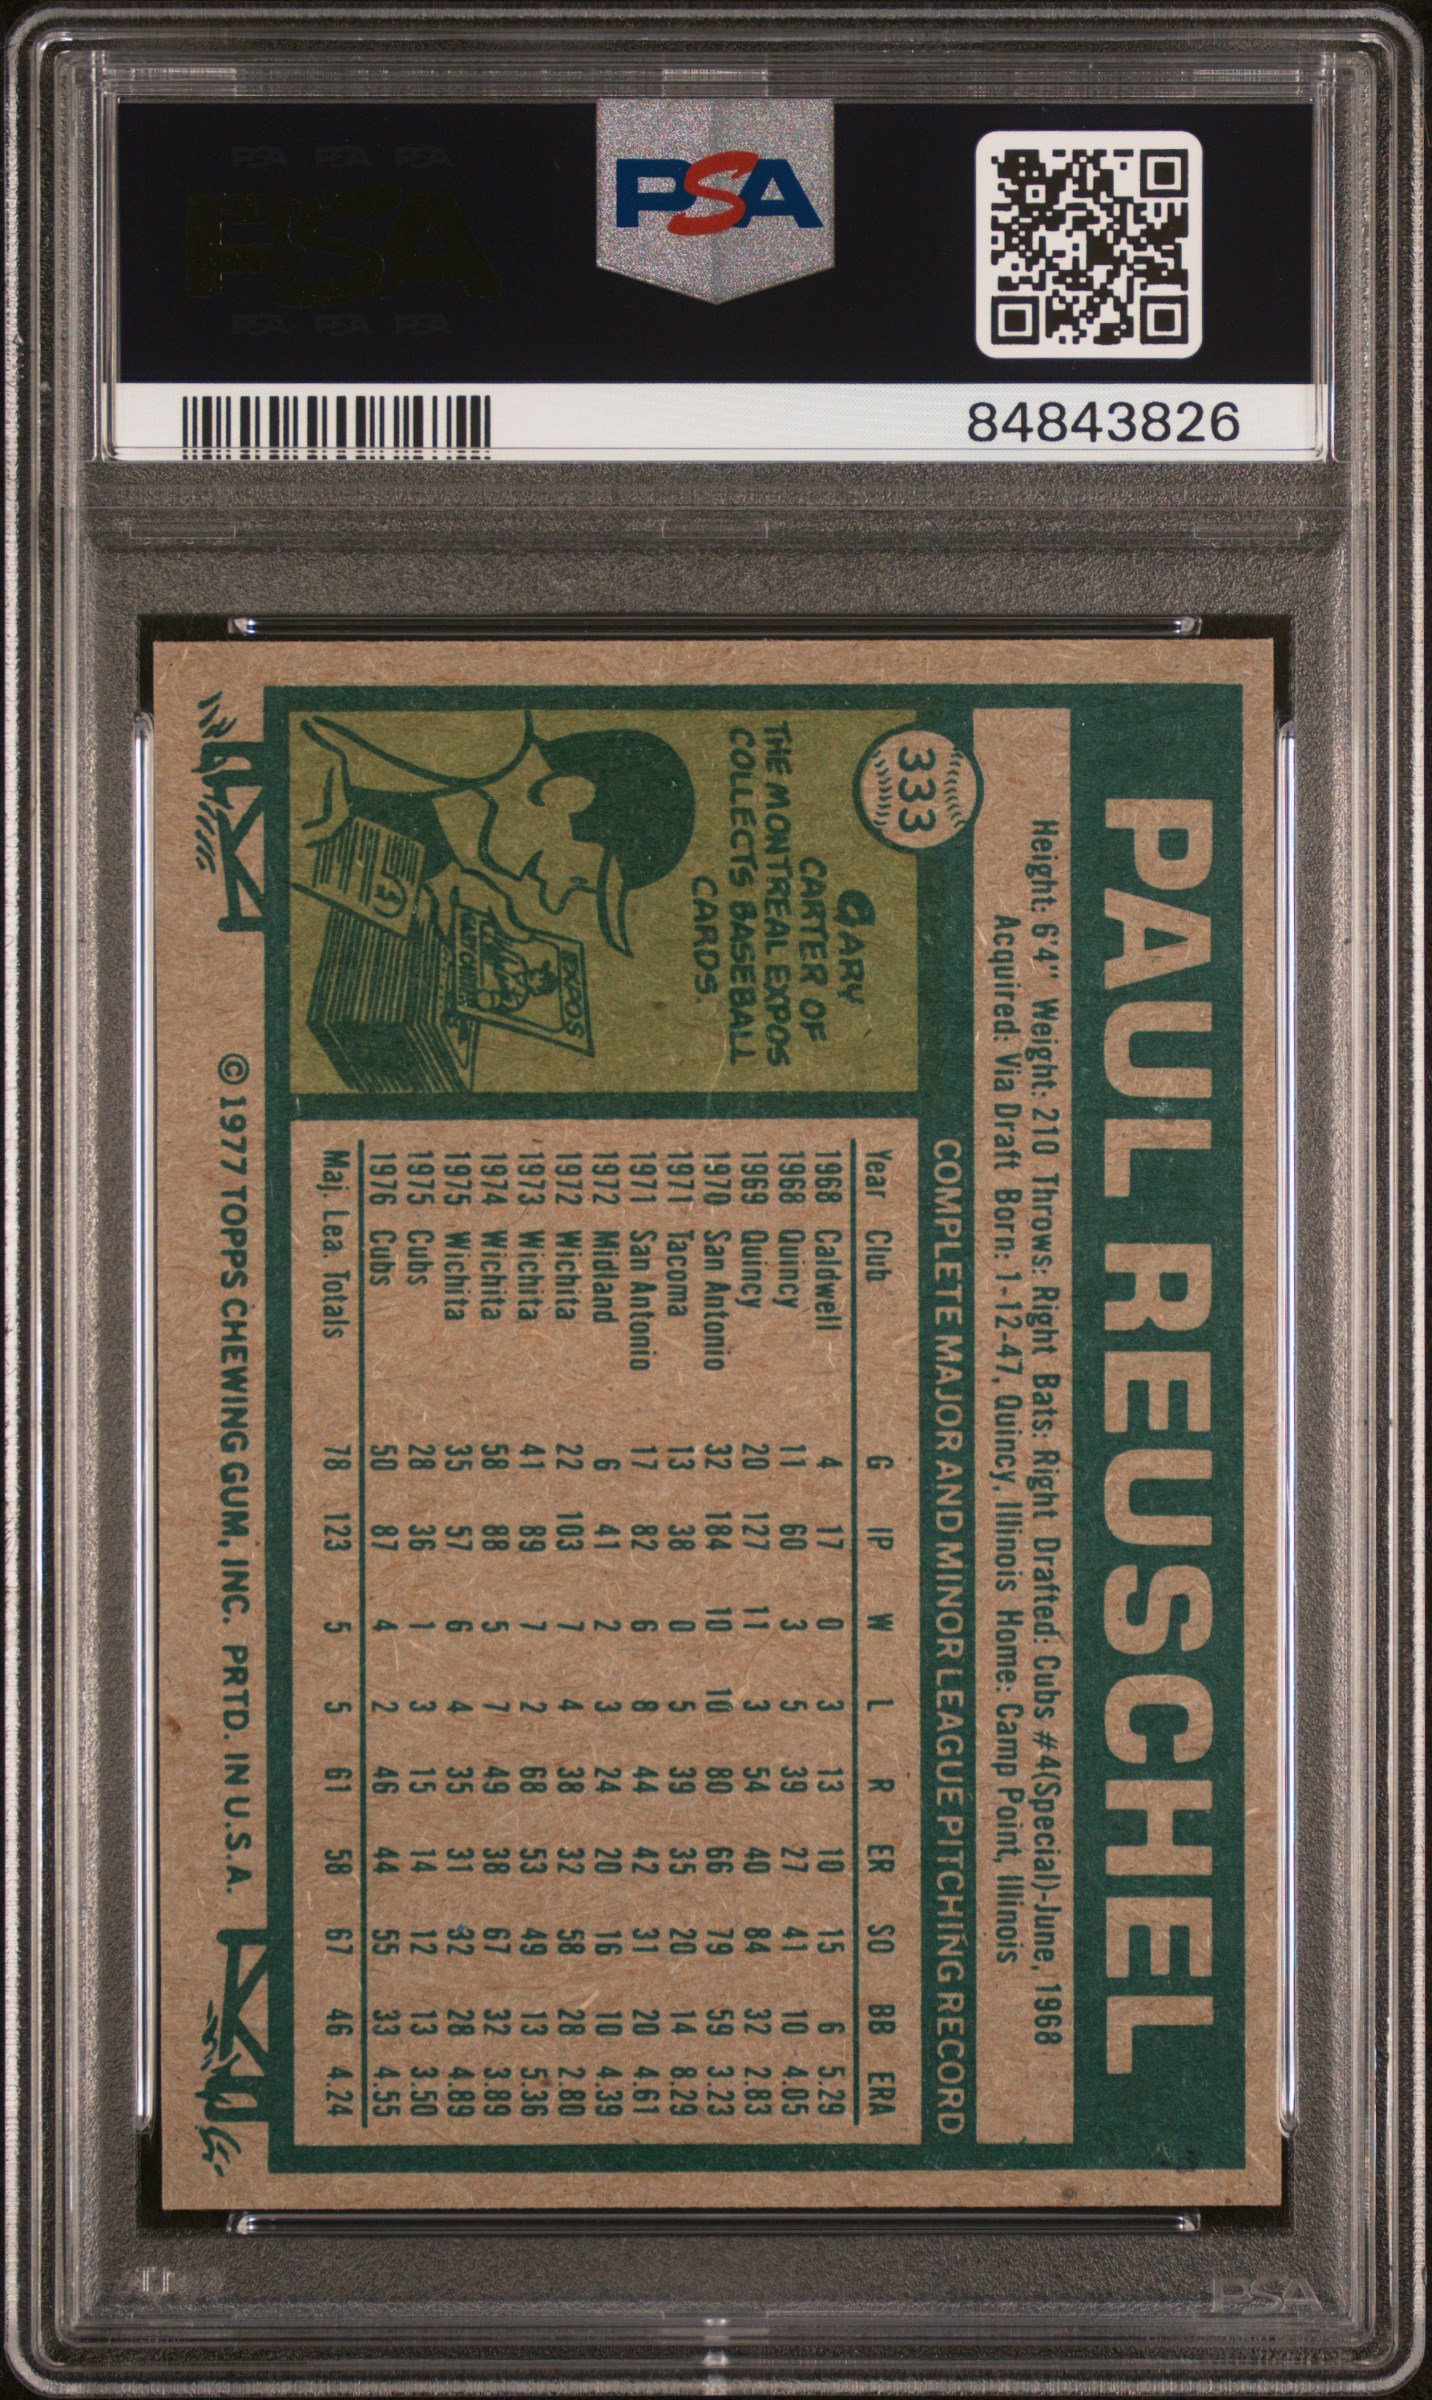 PSA PSA PSA
PSA
PSA PSA PSA
PSA
84843826
PAUL REUSCHEL
Height: 6'4" Weight: 210 Throws: Right Bats: Right Drafted: Cubs #4(Special)-June, 1968
Acquired: Via Draft Born: 1-12-47, Quincy, Illinois Home: Camp Point, Illinois
333
COMPLETE MAJOR AND MINOR LEAGUE PITCHING RECORD
GARY
CARTER OF
THE MONTREAL EXPOS
COLLECTS BASEBALL
CARDS.
EXPOS
Year Club G IP W L R ER SO BB ERA
1968 Caldwell 4 17 0 3 13 10 15 6 5.29
1968 Quincy 11 60 3 5 39 27 41 10 4.05
1969 Quincy 20 127 11 3 54 40 84 32 2.83
1970 San Antonio 32 184 10 10 80 66 79 59 3.23
1971 Tacoma 13 38 0 5 39 35 20 14 8.29
1971 San Antonio 17 82 6 8 44 42 31 20 4.61
1972 Midland 6 41 2 3 24 20 16 10 4.39
1972 Wichita 22 103 7 4 38 32 58 28 2.80
1973 Wichita 41 89 7 2 68 53 49 13 5.36
1974 Wichita 58 88 5 7 49 38 67 32 3.89
1975 Wichita 35 57 6 4 35 31 32 28 4.89
1975 Cubs 28 36 1 3 15 14 12 13 3.50
1976 Cubs 50 87 4 2 46 44 55 33 4.55
Maj. Lea. Totals 78 123 5 5 61 58 67 46 4.24
© 1977 TOPPS CHEWING GUM, INC. PRTD. IN U.S.A.
PSA